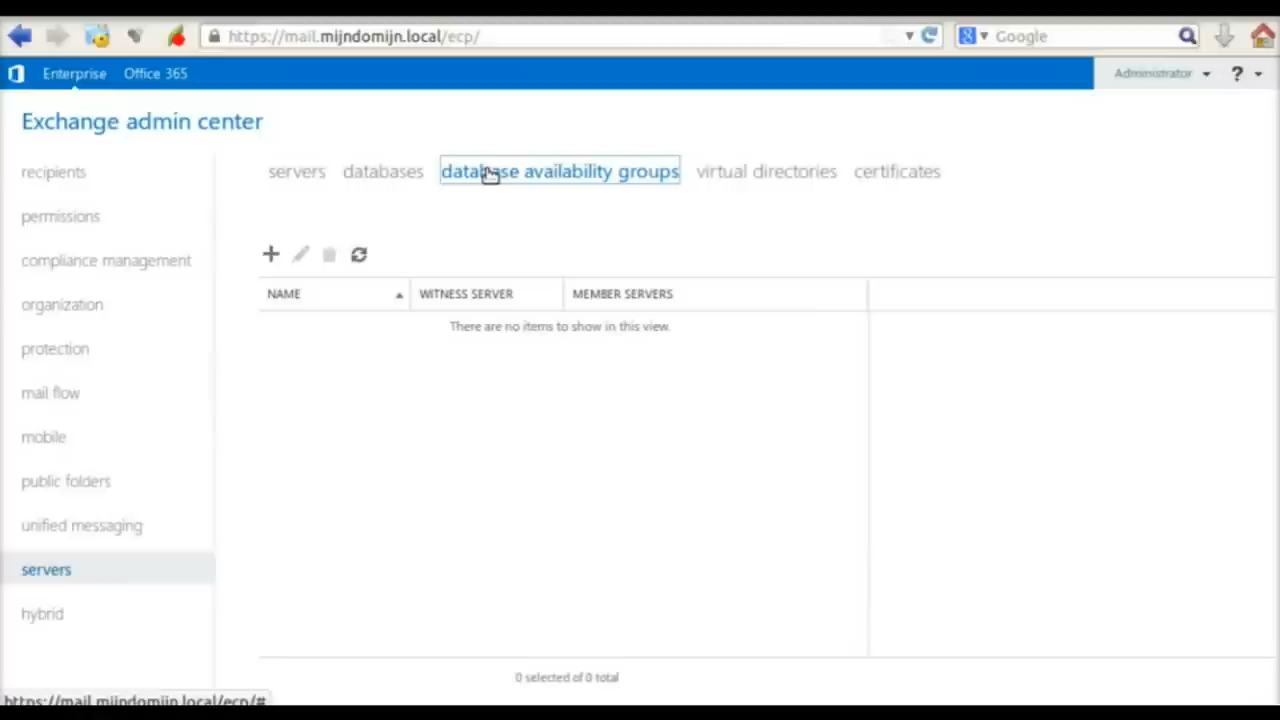 https://mail.mijndomijn.local/ecp/ Google
Enterprise Office 365 Administrator ?
Exchange admin center
servers databases database availability groups virtual directories certificates
recipients
permissions
compliance management
organization
protection
mail flow
mobile
public folders
unified messaging
servers
hybrid
NAME WITNESS SERVER MEMBER SERVERS
There are no items to show in this view.
0 selected of 0 total
https://mail.mijndomijn.local/ecp/#